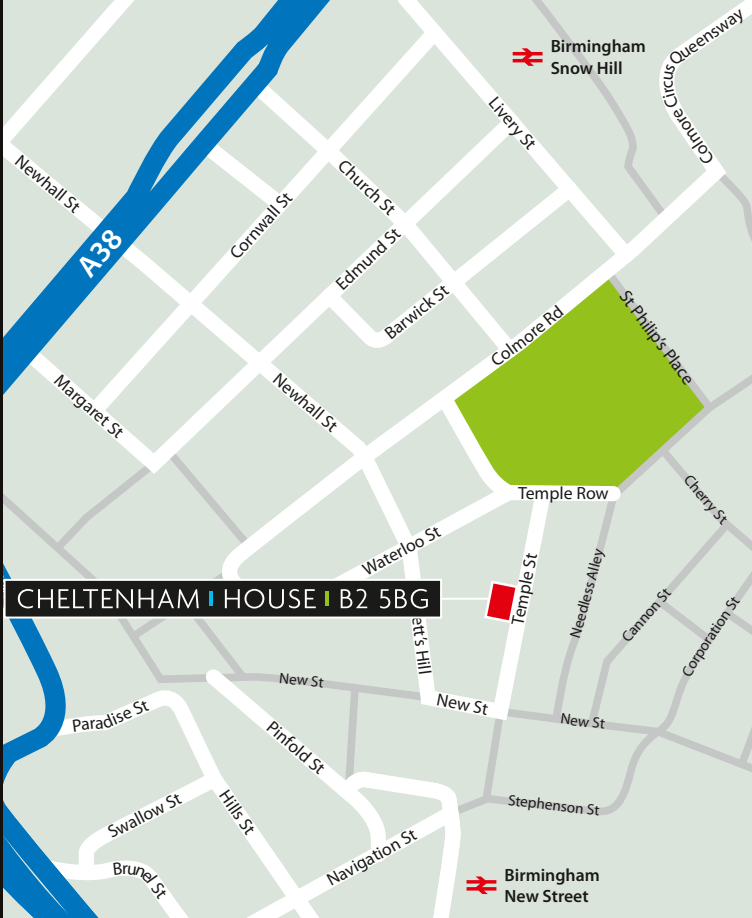 Birmingham
Snow Hill
Colmore Circus Queensway
Livery St
Newhall St
Church St
Cornwall St
A38
Edmund St
Barwick St
St Philip's Place
Colmore Rd
Margaret St
Newhall St
Temple Row
Cherry St
Waterloo St
CHELTENHAM HOUSE B2 5BG
Temple St
Needless Alley
Cannon St
Corporation St
ett's Hill
New St
New St
New St
Paradise St
Pinfold St
Swallow St
Hills St
Stephenson St
Navigation St
Brunel St
Birmingham
New Street